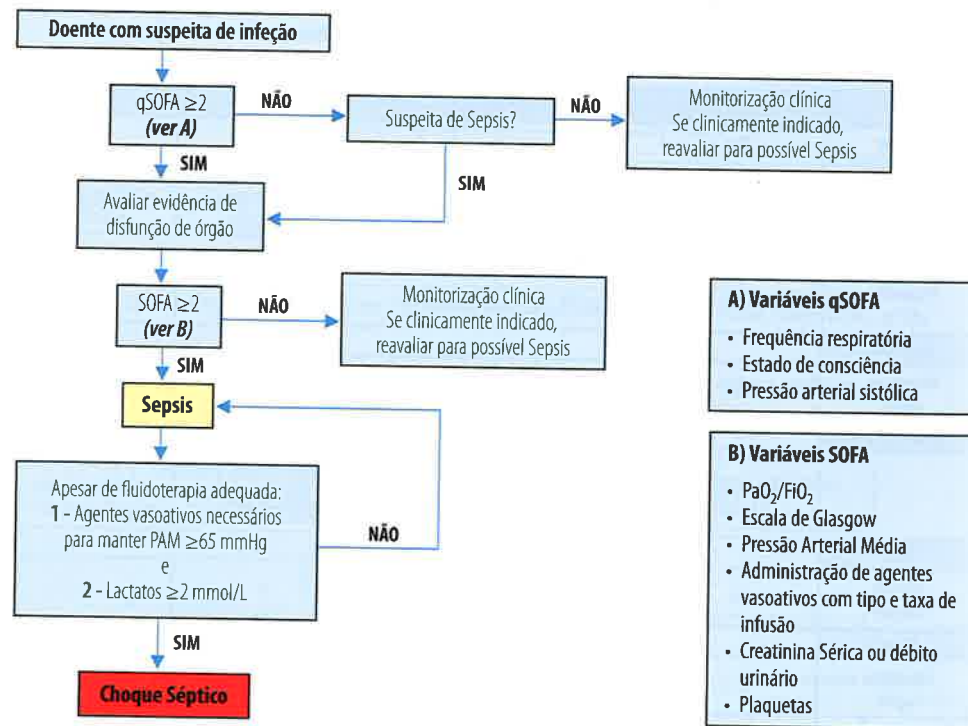 Doente com suspeita de infeção
qSOFA ≥2
(ver A)
NÃO
Suspeita de Sepsis?
NÃO
Monitorização clínica
Se clinicamente indicado,
reavaliar para possível Sepsis
SIM
SIM
Avaliar evidência de
disfunção de órgão
SOFA ≥2
(ver B)
NÃO
Monitorização clínica
Se clinicamente indicado,
reavaliar para possível Sepsis
SIM
Sepsis
Apesar de fluidoterapia adequada:
1 - Agentes vasoativos necessários
para manter PAM ≥65 mmHg
e
2 - Lactatos ≥2 mmol/L
NÃO
SIM
Choque Séptico
A) Variáveis qSOFA
• Frequência respiratória
• Estado de consciência
• Pressão arterial sistólica
B) Variáveis SOFA
• PaO₂/FiO₂
• Escala de Glasgow
• Pressão Arterial Média
• Administração de agentes
vasoativos com tipo e taxa de
infusão
• Creatinina Sérica ou débito
urinário
• Plaquetas